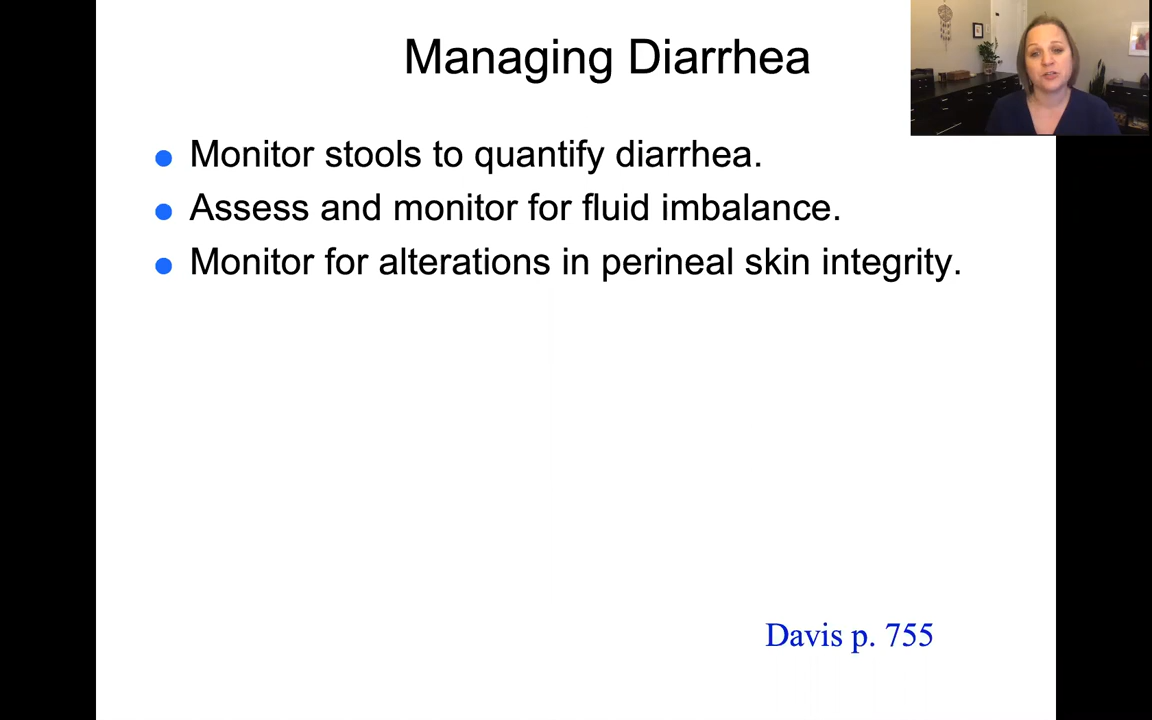 Managing Diarrhea
Monitor stools to quantify diarrhea.
Assess and monitor for fluid imbalance.
Monitor for alterations in perineal skin integrity.
Davis p. 755